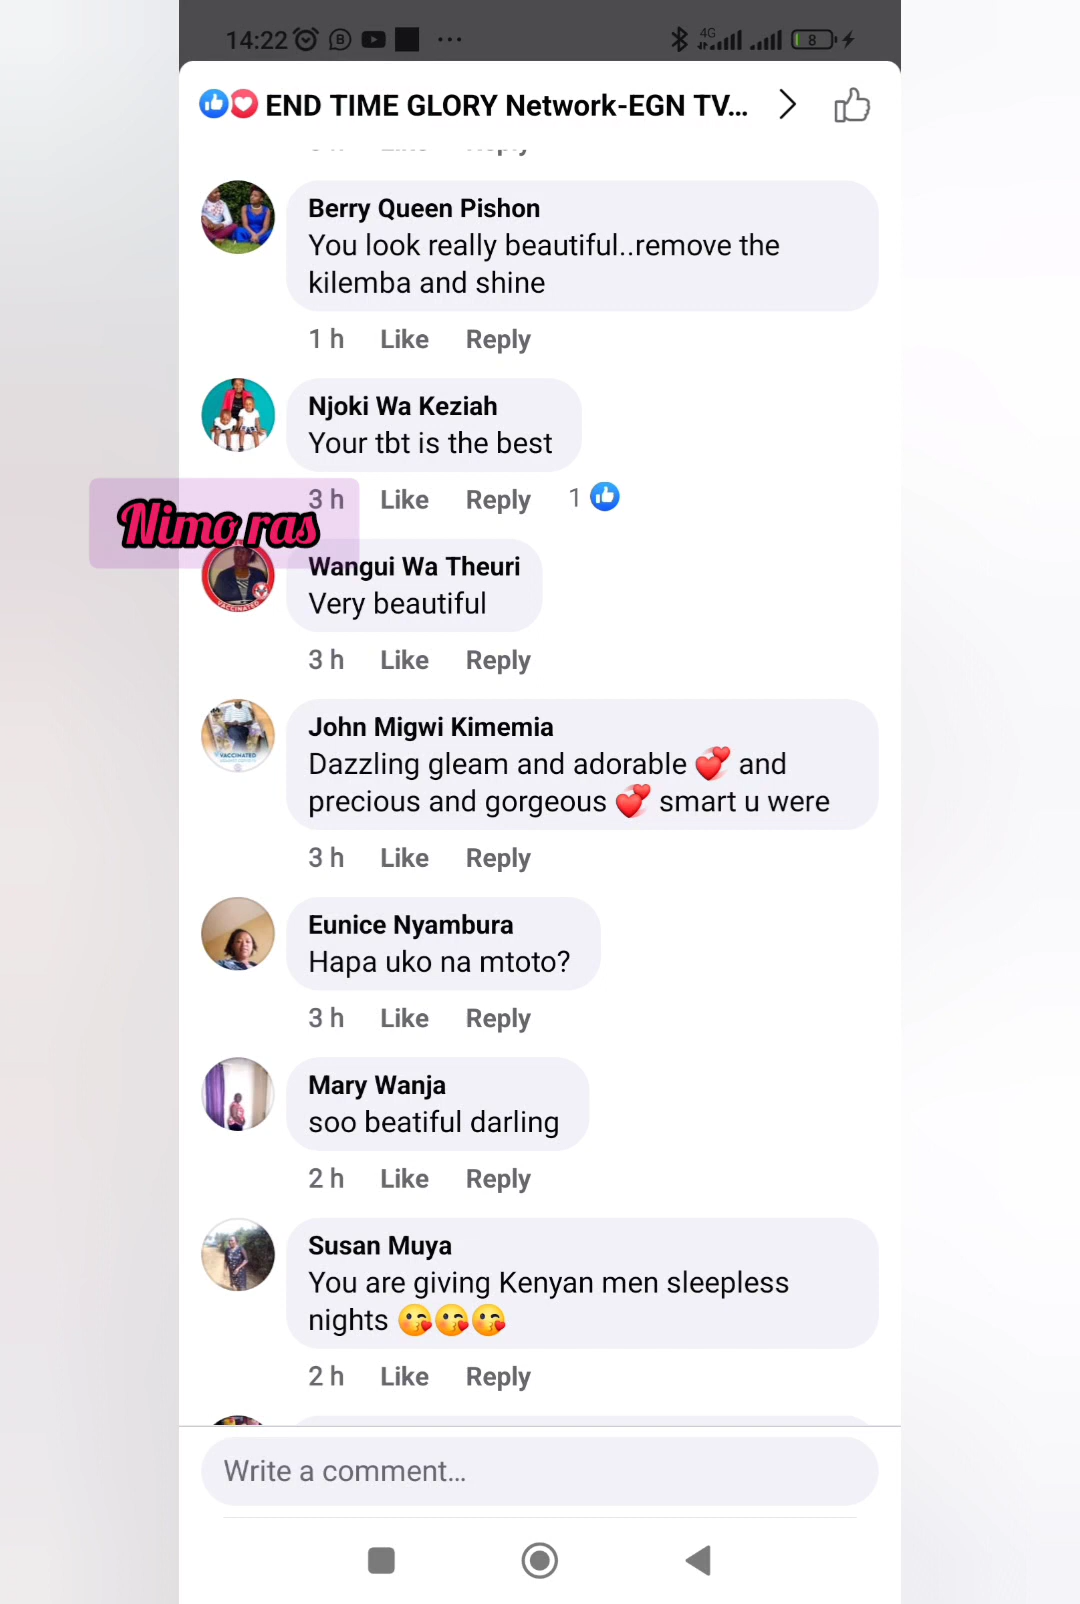 14:22
4G
8
END TIME GLORY Network-EGN TV...
Berry Queen Pishon
You look really beautiful..remove the
kilemba and shine
1 h Like Reply
Njoki Wa Keziah
Your tbt is the best
3 h Like Reply 1
Nimo ras
Wangui Wa Theuri
Very beautiful
VACCINATED
3 h Like Reply
John Migwi Kimemia
Dazzling gleam and adorable 💞 and
precious and gorgeous 💞 smart u were
VACCINATED
3 h Like Reply
Eunice Nyambura
Hapa uko na mtoto?
3 h Like Reply
Mary Wanja
soo beatiful darling
2 h Like Reply
Susan Muya
You are giving Kenyan men sleepless
nights 😘😘😘
2 h Like Reply
Write a comment...